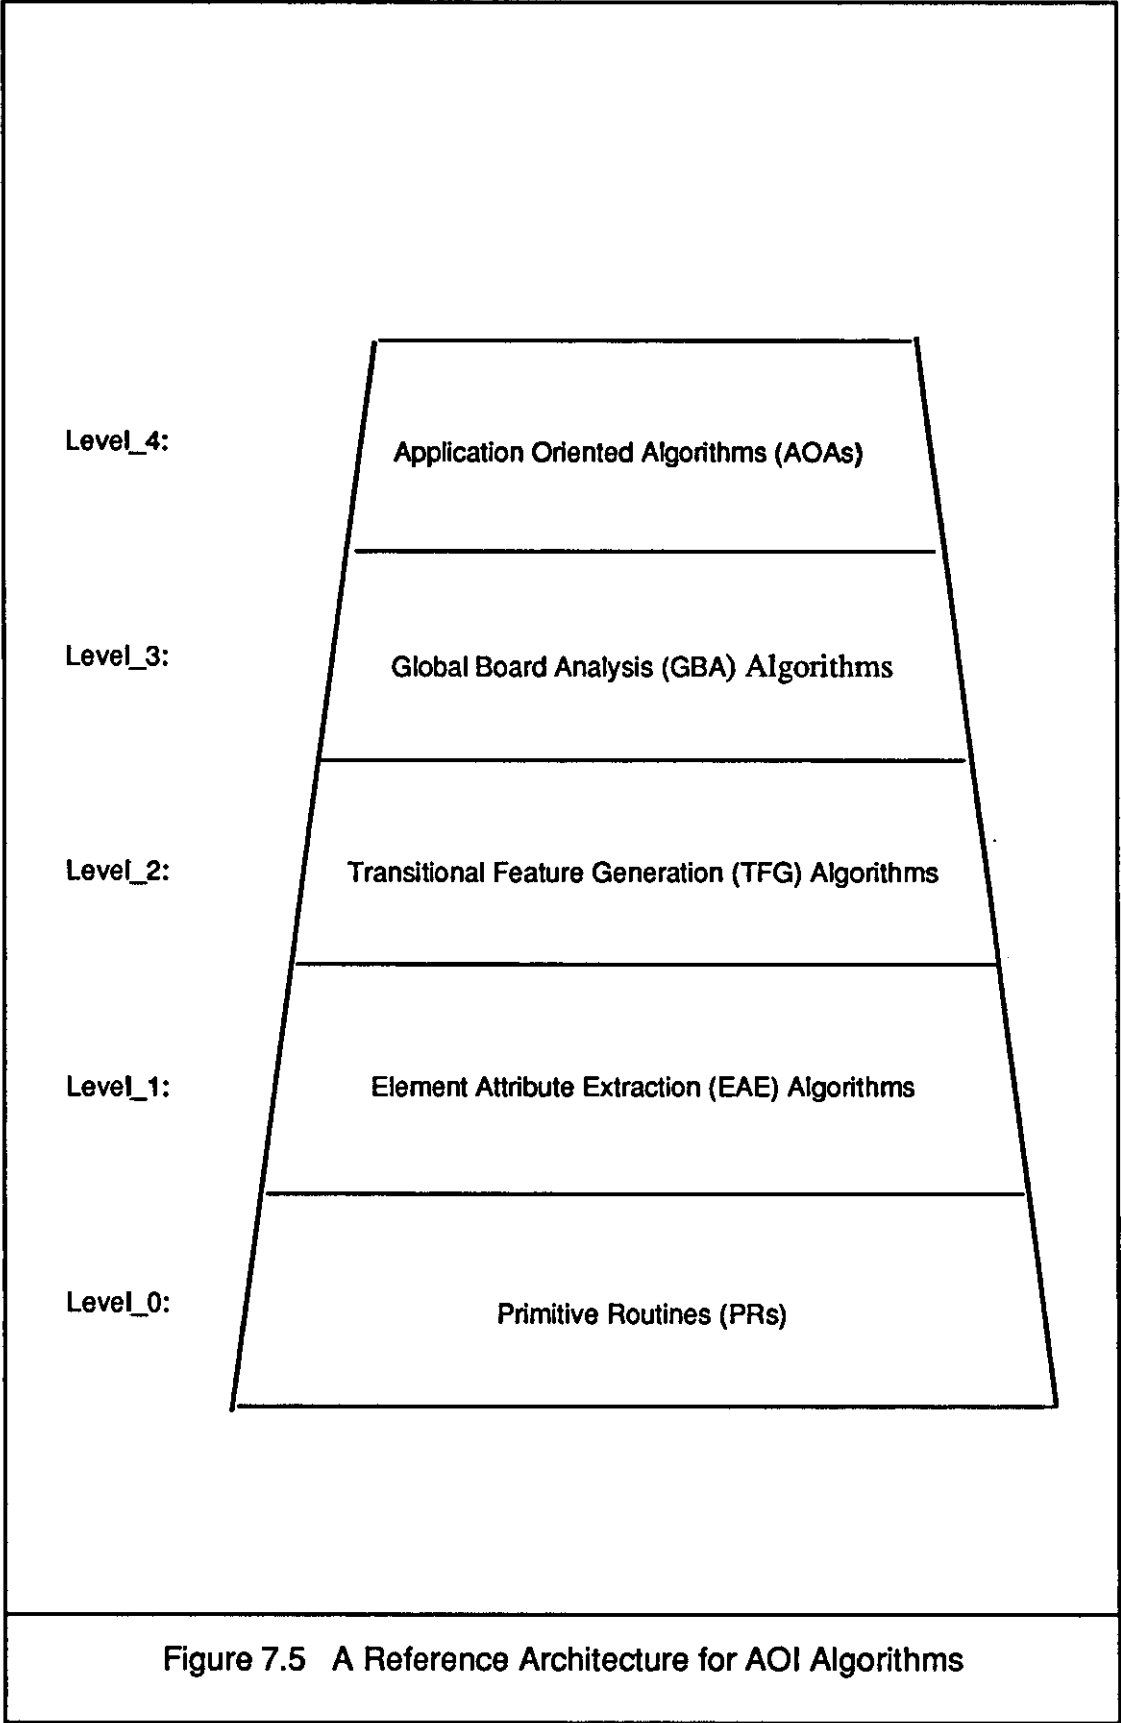 Level_4:
Application Oriented Algorithms (AOAs)
Level_3:
Global Board Analysis (GBA) Algorithms
Level_2:
Transitional Feature Generation (TFG) Algorithms
Level_1:
Element Attribute Extraction (EAE) Algorithms
Level_0:
Primitive Routines (PRs)
Figure 7.5 A Reference Architecture for AOI Algorithms